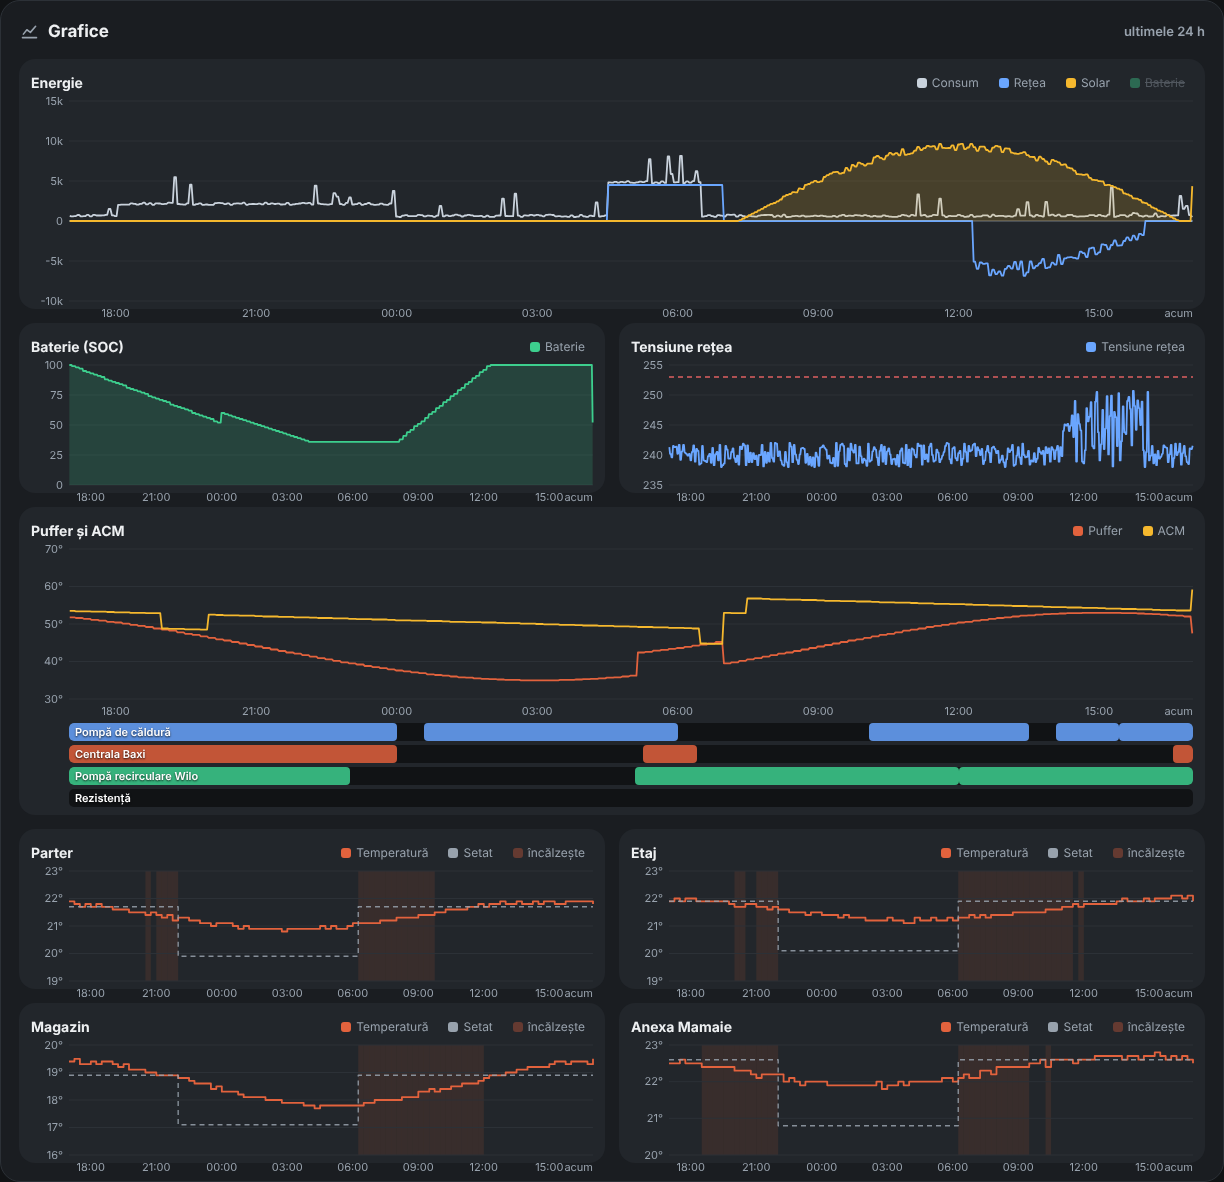 Grafice
ultimele 24 h
Energie
Consum Rețea Solar Baterie
15k
10k
5k
0
-5k
-10k
18:00 21:00 00:00 03:00 06:00 09:00 12:00 15:00 acum
Baterie (SOC)
Baterie
100
75
50
25
0
18:00 21:00 00:00 03:00 06:00 09:00 12:00 15:00 acum
Tensiune rețea
Tensiune rețea
255
250
245
240
235
18:00 21:00 00:00 03:00 06:00 09:00 12:00 15:00 acum
Puffer și ACM
Puffer ACM
70°
60°
50°
40°
30°
18:00 21:00 00:00 03:00 06:00 09:00 12:00 15:00 acum
Pompă de căldură
Centrala Baxi
Pompă recirculare Wilo
Rezistență
Parter
Temperatură Setat încălzește
23°
22°
21°
20°
19°
18:00 21:00 00:00 03:00 06:00 09:00 12:00 15:00 acum
Etaj
Temperatură Setat încălzește
23°
22°
21°
20°
19°
18:00 21:00 00:00 03:00 06:00 09:00 12:00 15:00 acum
Magazin
Temperatură Setat încălzește
20°
19°
18°
17°
16°
18:00 21:00 00:00 03:00 06:00 09:00 12:00 15:00 acum
Anexa Mamaie
Temperatură Setat încălzește
23°
22°
21°
20°
18:00 21:00 00:00 03:00 06:00 09:00 12:00 15:00 acum